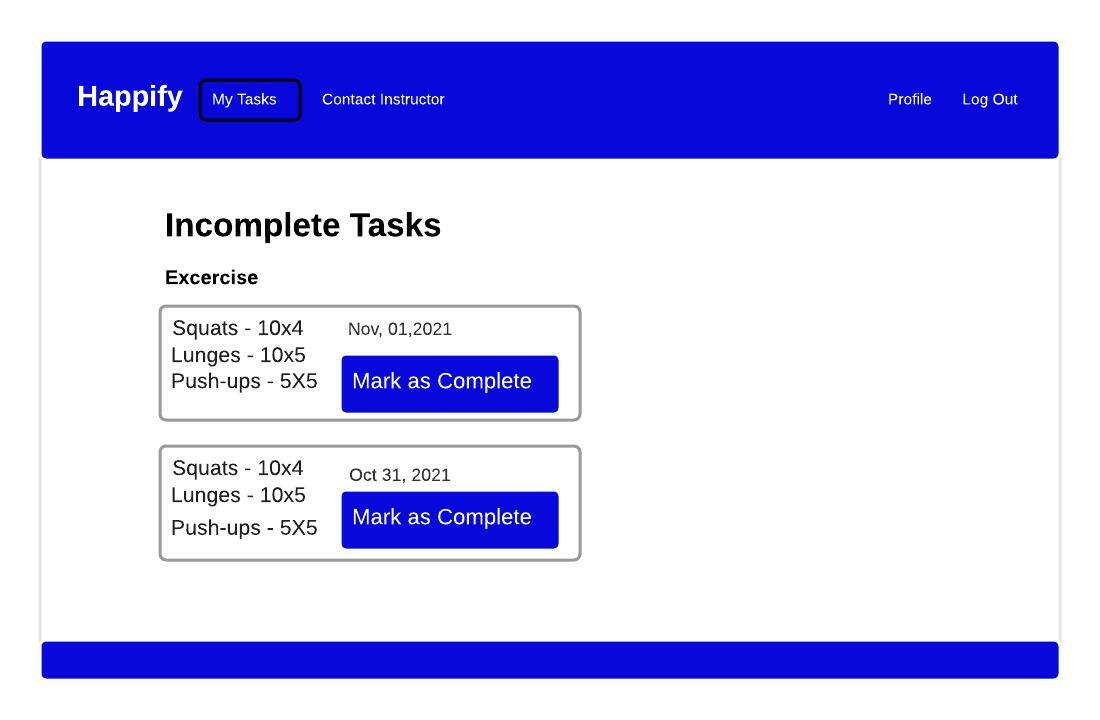 Happify My Tasks Contact Instructor Profile Log Out
Incomplete Tasks
Excercise
Squats - 10x4 Nov, 01,2021
Lunges - 10x5
Push-ups - 5X5 Mark as Complete
Squats - 10x4 Oct 31, 2021
Lunges - 10x5
Push-ups - 5X5 Mark as Complete